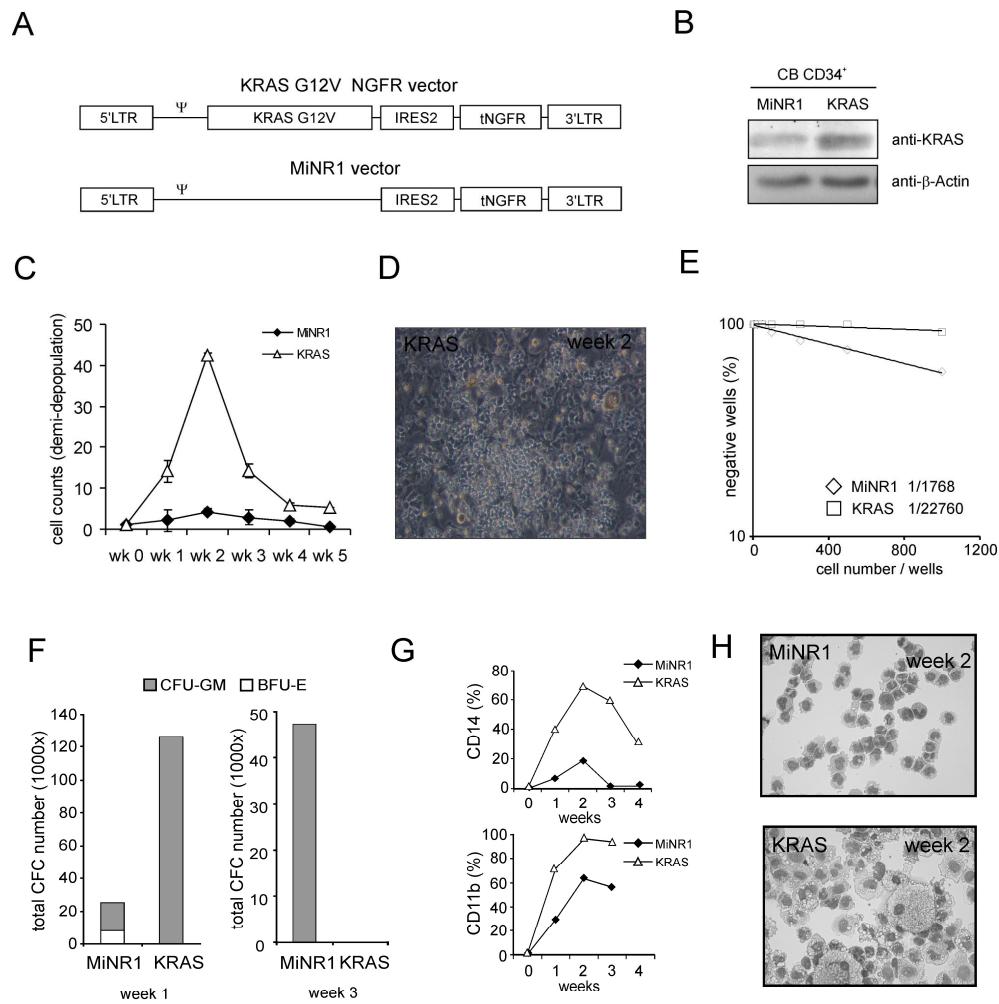 A
KRAS G12V NGFR vector
Ψ
5'LTR KRAS G12V IRES2 tNGFR 3'LTR
MiNR1 vector
Ψ
5'LTR IRES2 tNGFR 3'LTR
B
CB CD34+
MiNR1 KRAS
anti-KRAS
anti-β-Actin
C
cell counts (demi-depopulation)
50
40
30
20
10
0
wk 0 wk 1 wk 2 wk 3 wk 4 wk 5
MiNR1
KRAS
D
KRAS week 2
E
negative wells (%)
100
10
0 400 800 1200
cell number / wells
MiNR1 1/1768
KRAS 1/22760
F
CFU-GM BFU-E
total CFC number (1000x)
140
120
100
80
60
40
20
0
MiNR1 KRAS
week 1
total CFC number (1000x)
50
40
30
20
10
0
MiNR1 KRAS
week 3
G
MiNR1
KRAS
CD14 (%)
80
60
40
20
0
0 1 2 3 4
weeks
MiNR1
KRAS
CD11b (%)
100
80
60
40
20
0
0 1 2 3 4
weeks
H
MiNR1 week 2
KRAS week 2